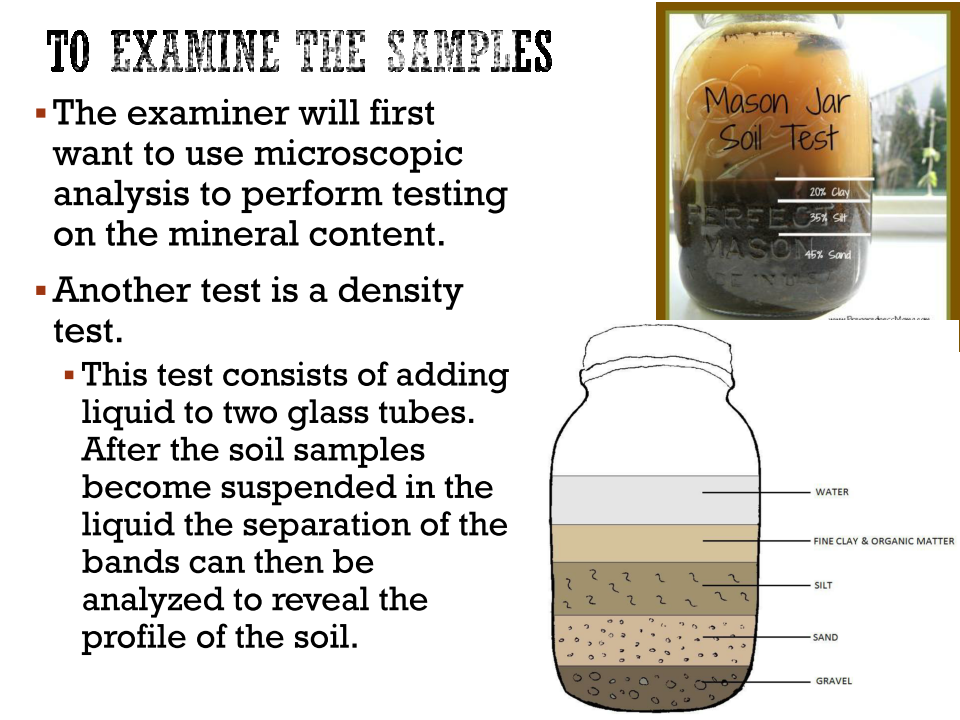 TO EXAMINE THE SAMPLES
▪The examiner will first
want to use microscopic
analysis to perform testing
on the mineral content.
▪Another test is a density
test.
▪This test consists of adding
liquid to two glass tubes.
After the soil samples
become suspended in the
liquid the separation of the
bands can then be
analyzed to reveal the
profile of the soil.
Mason Jar
Soil Test
20% Clay
35% Silt
45% Sand
PERFECT
MASON
WATER
FINE CLAY & ORGANIC MATTER
SILT
SAND
GRAVEL